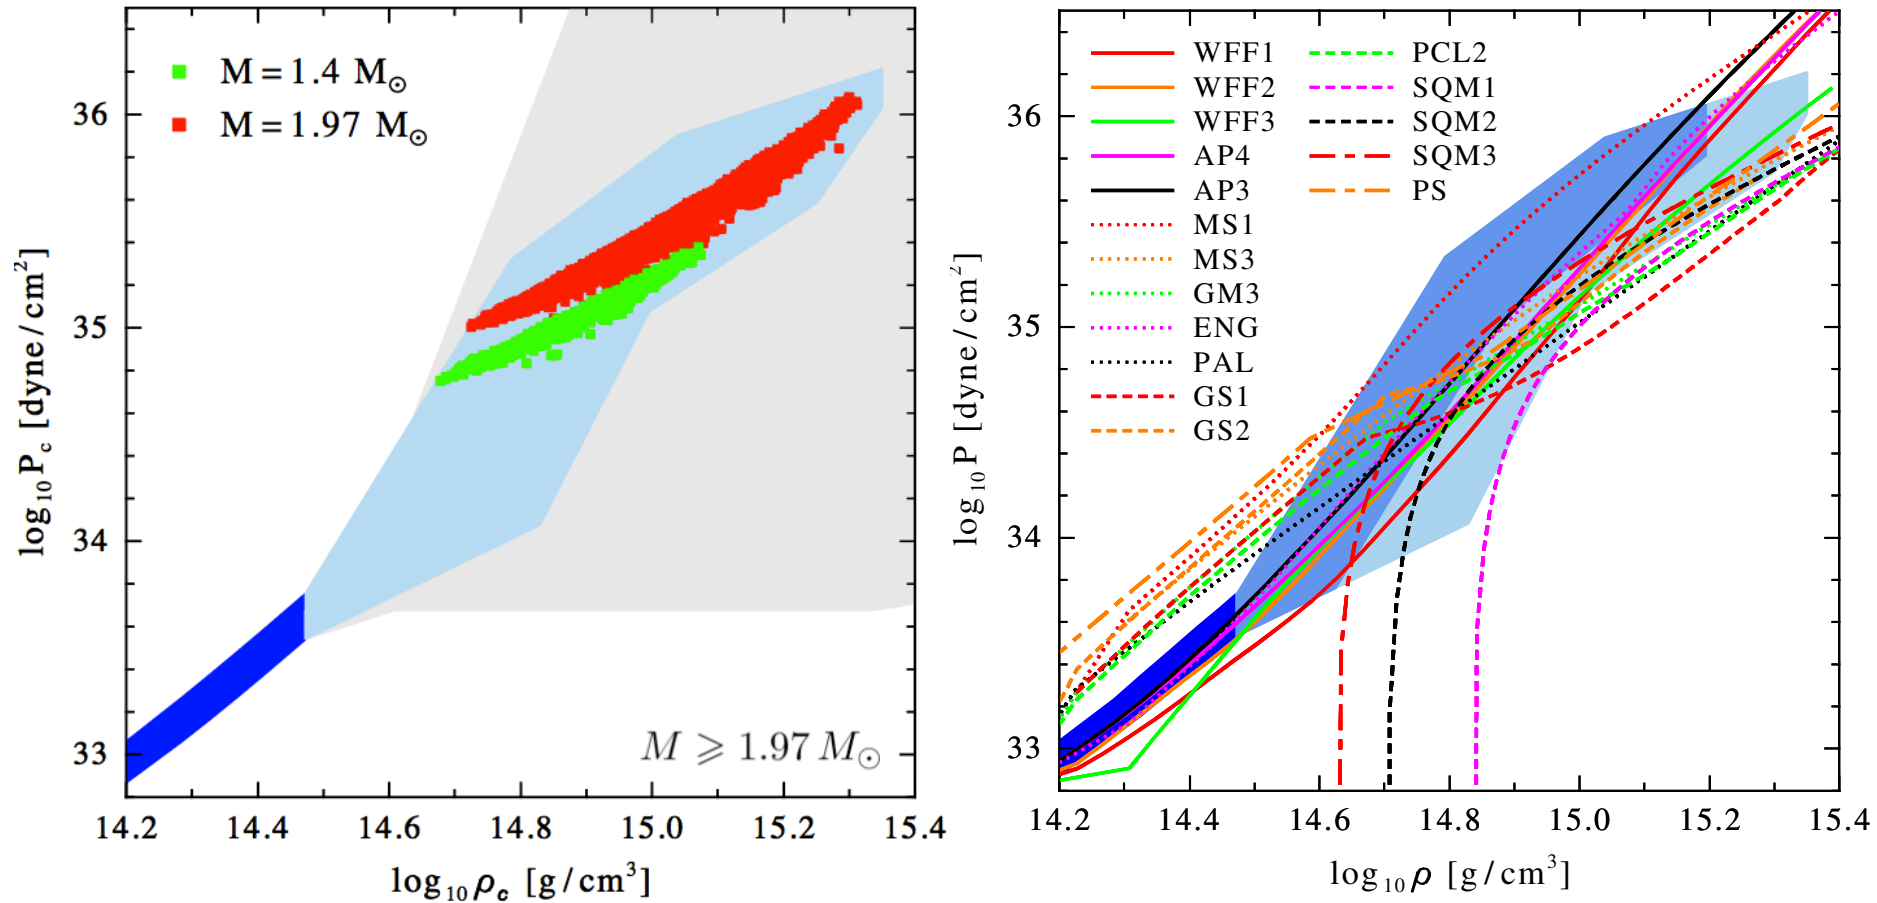 M = 1.4 M⊙
M = 1.97 M⊙
36
35
34
33
log₁₀ P_c [dyne/cm²]
M ⩾ 1.97 M⊙
14.2 14.4 14.6 14.8 15.0 15.2 15.4
log₁₀ ρ_c [g/cm³]
WFF1
WFF2
WFF3
AP4
AP3
MS1
MS3
GM3
ENG
PAL
GS1
GS2
PCL2
SQM1
SQM2
SQM3
PS
36
35
34
33
log₁₀ P [dyne/cm²]
14.2 14.4 14.6 14.8 15.0 15.2 15.4
log₁₀ ρ [g/cm³]